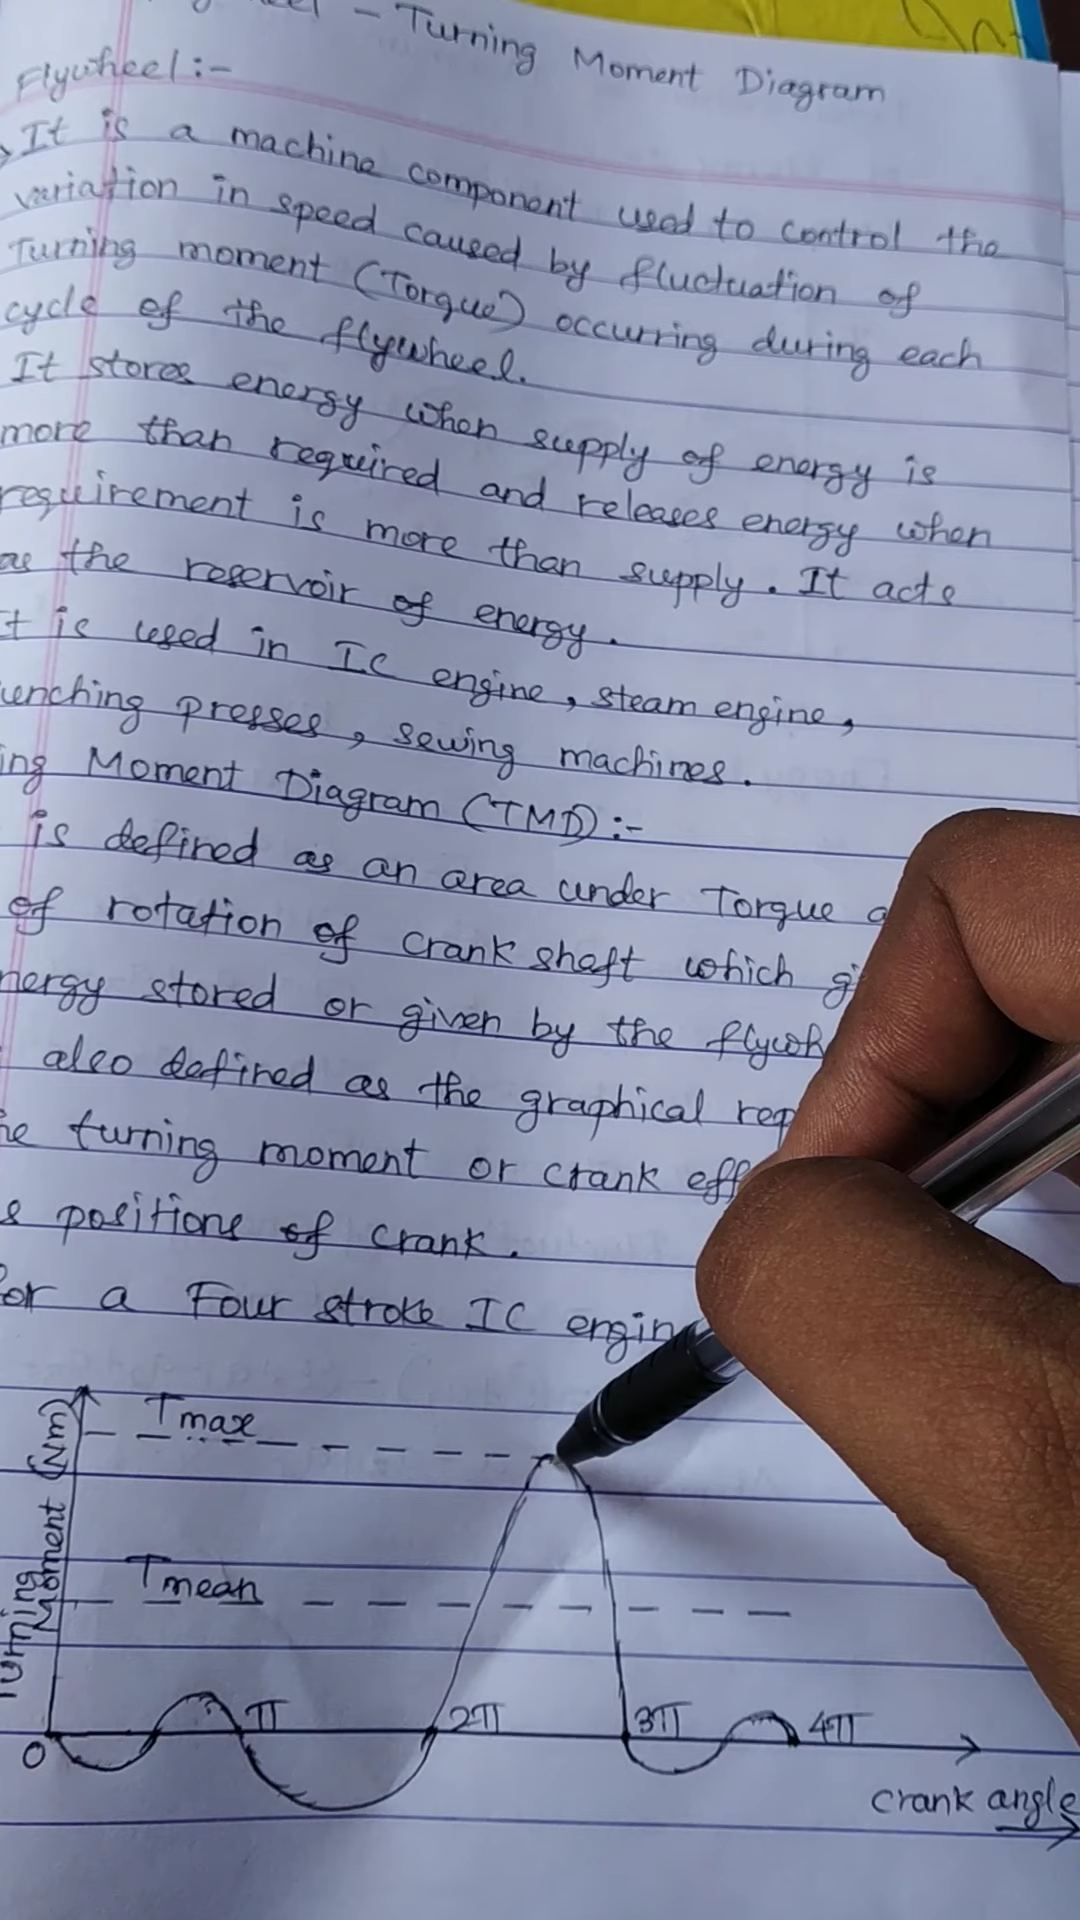 - Turning Moment Diagram
Flywheel :-
It is a machine component used to control the
variation in speed caused by fluctuation of
Turning moment (Torque) occurring during each
cycle of the flywheel.
It stores energy when supply of energy is
more than required and releases energy when
requirement is more than supply. It acts
as the reservoir of energy.
It is used in IC engine, steam engine,
punching presses, sewing machines.
ing Moment Diagram (TMD) :-
is defined as an area under Torque
of rotation of crank shaft which
energy stored or given by the
also defined as the graphical
the turning moment or crank
positions of crank.
for a Four stroke IC engin
Tmax
Tmean
Turning Moment (Nm)
0
π
2π
3π
4π
crank angle